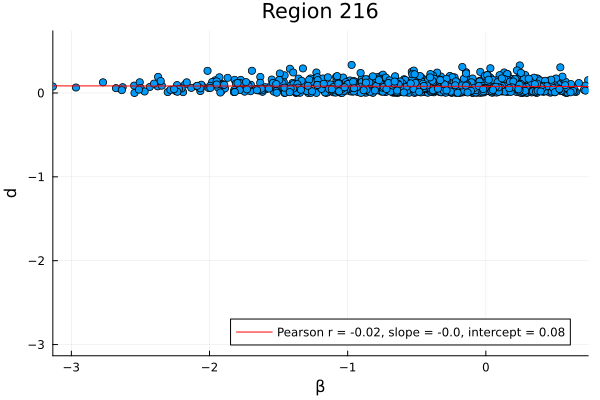 Region 216
d
0
−1
−2
−3
Pearson r = -0.02, slope = -0.0, intercept = 0.08
−3 −2 −1 0
β